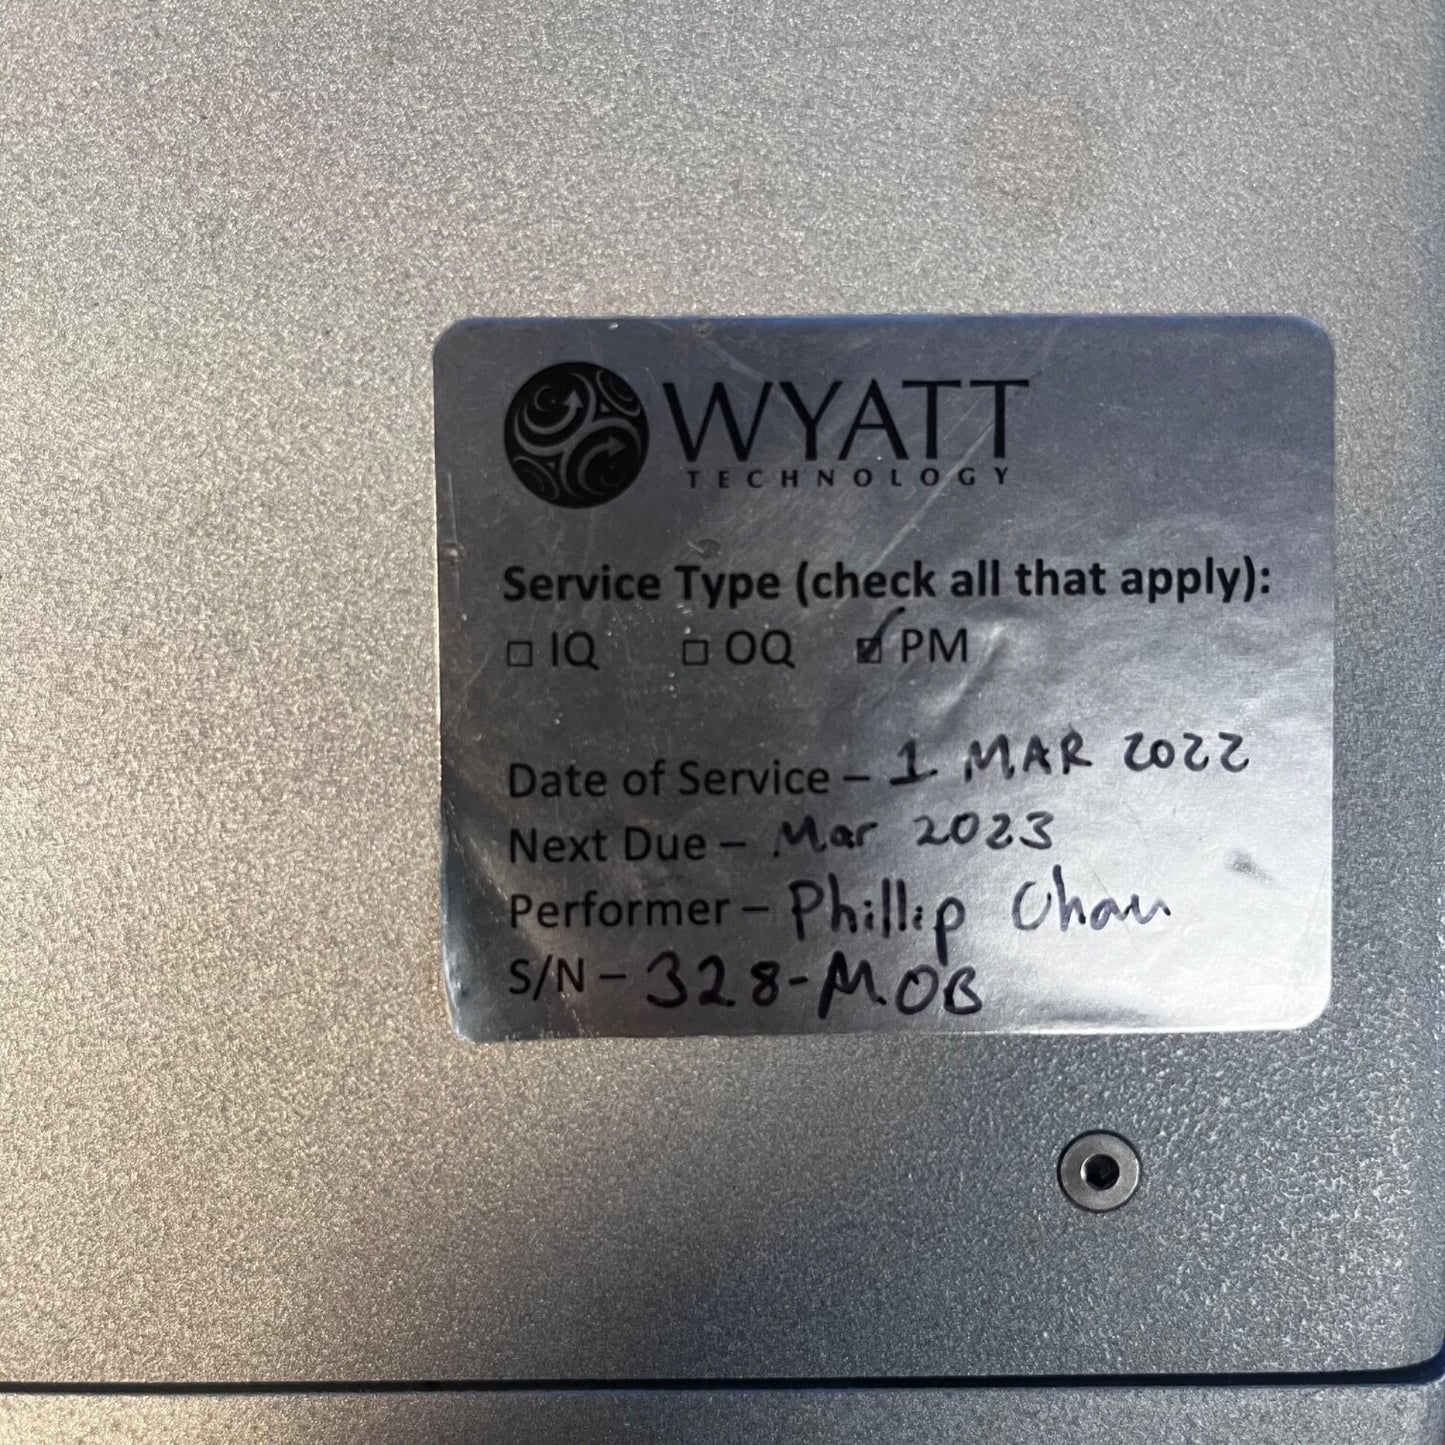 WYATT
TECHNOLOGY
Service Type (check all that apply):
☐ IQ ☐ OQ ☑ PM
Date of Service – 1 MAR 2022
Next Due – Mar 2023
Performer – Phillip Chan
S/N – 328-MOB